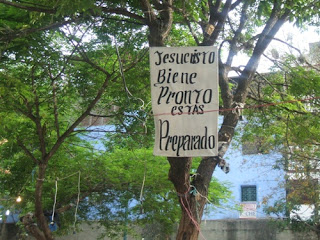 Jesucristo
Biene
Pronto
ESTAS
Preparado